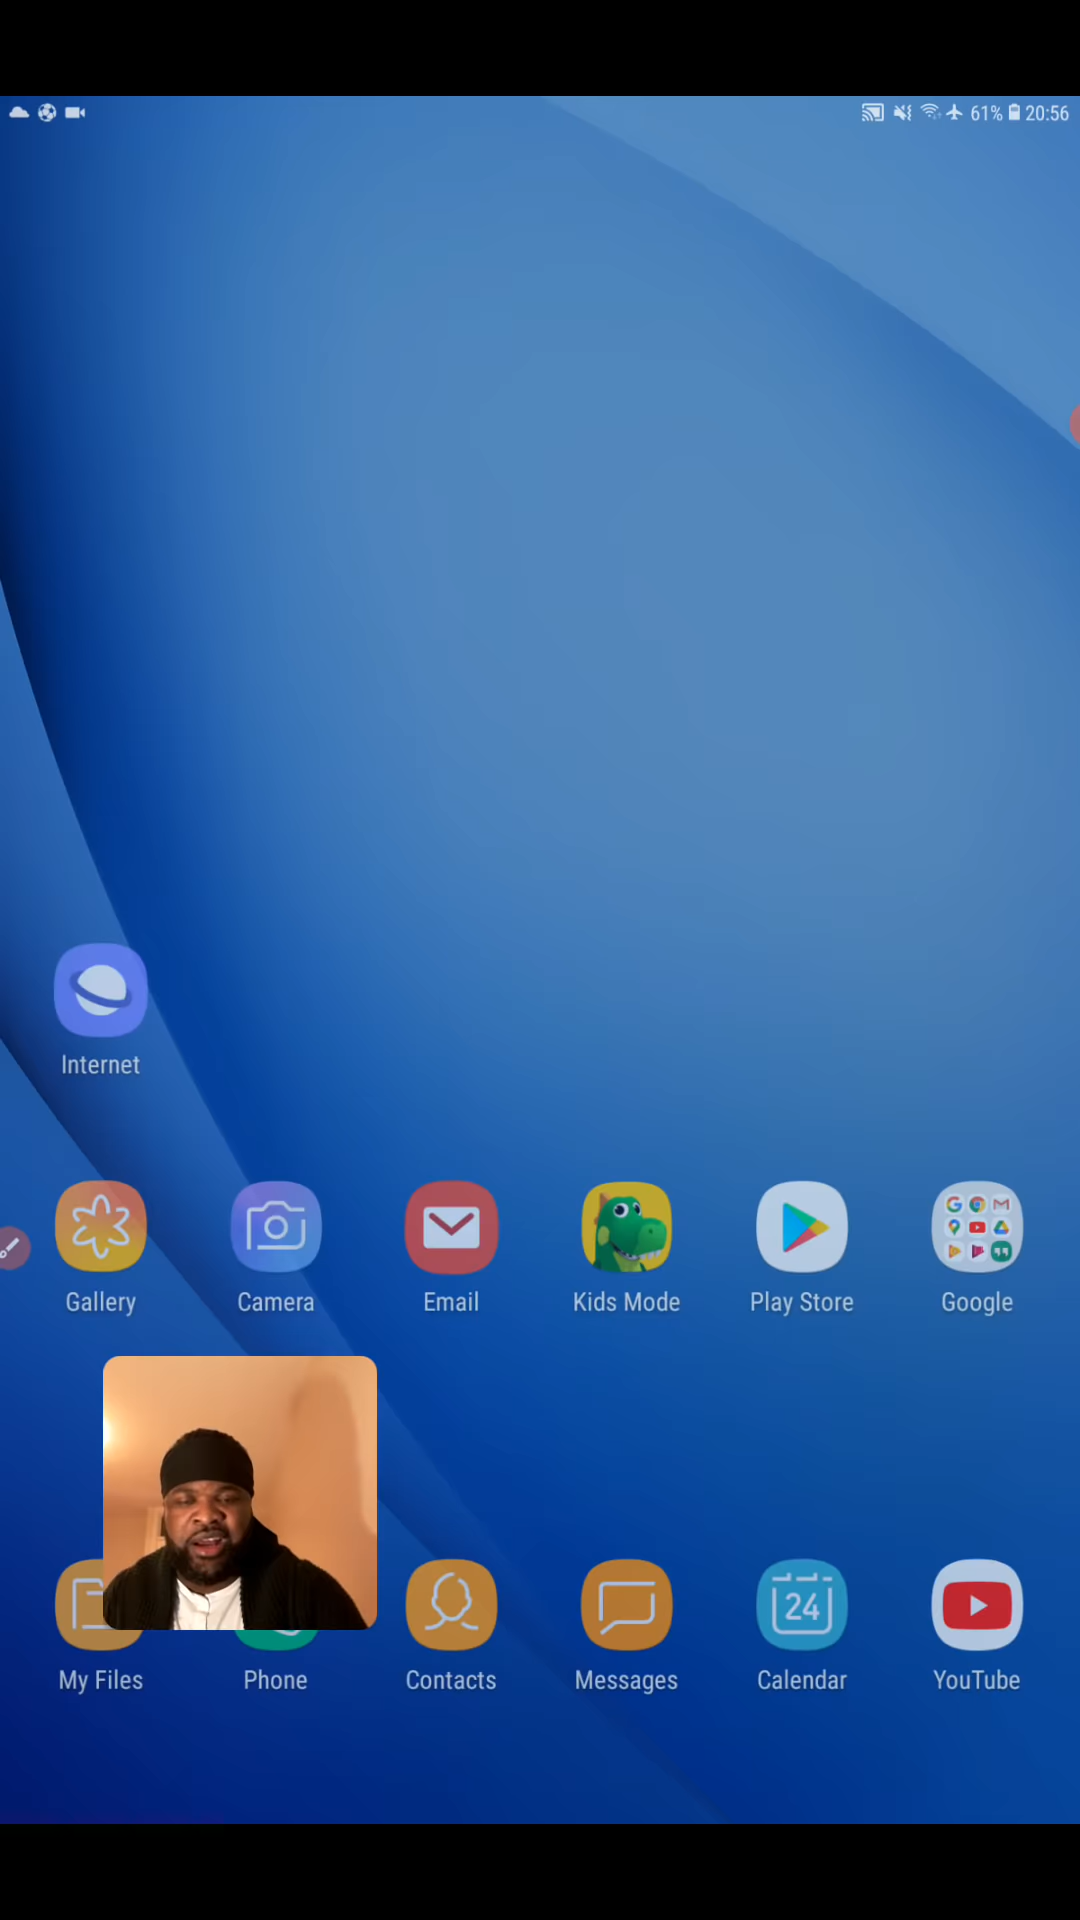 61% 20:56
Internet
Gallery Camera Email Kids Mode Play Store Google
24
My Files Phone Contacts Messages Calendar YouTube